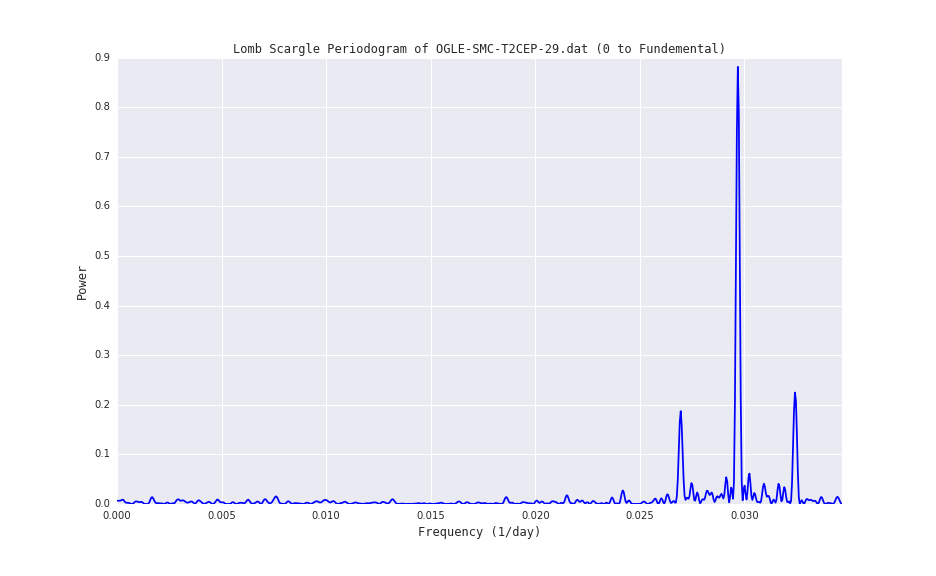 Lomb Scargle Periodogram of OGLE-SMC-T2CEP-29.dat (0 to Fundemental)
0.9
0.8
0.7
0.6
0.5
0.4
0.3
0.2
0.1
0.0
Power
0.000 0.005 0.010 0.015 0.020 0.025 0.030
Frequency (1/day)